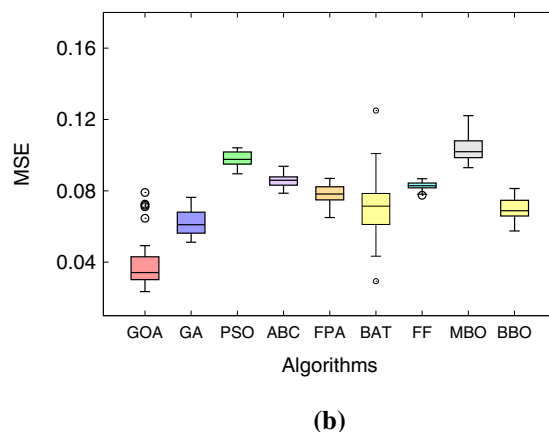 0.16
0.12
0.08
0.04
MSE
GOA GA PSO ABC FPA BAT FF MBO BBO
Algorithms
(b)